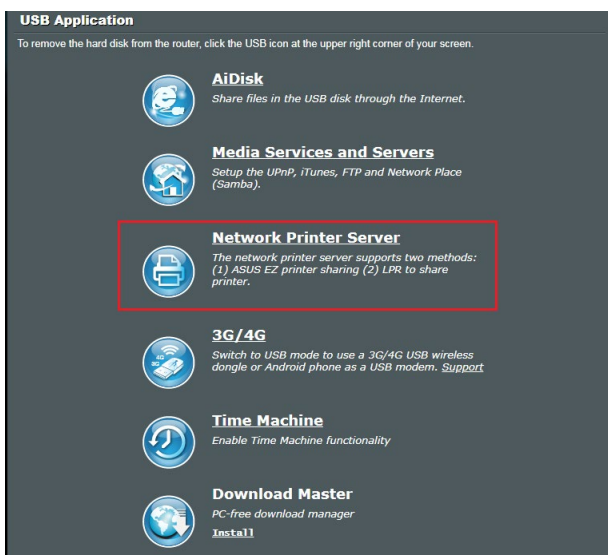 USB Application
To remove the hard disk from the router, click the USB icon at the upper right corner of your screen.
AiDisk
Share files in the USB disk through the Internet.
Media Services and Servers
Setup the UPnP, iTunes, FTP and Network Place
(Samba).
Network Printer Server
The network printer server supports two methods:
(1) ASUS EZ printer sharing (2) LPR to share
printer.
3G/4G
Switch to USB mode to use a 3G/4G USB wireless
dongle or Android phone as a USB modem. Support
Time Machine
Enable Time Machine functionality
Download Master
PC-free download manager
Install